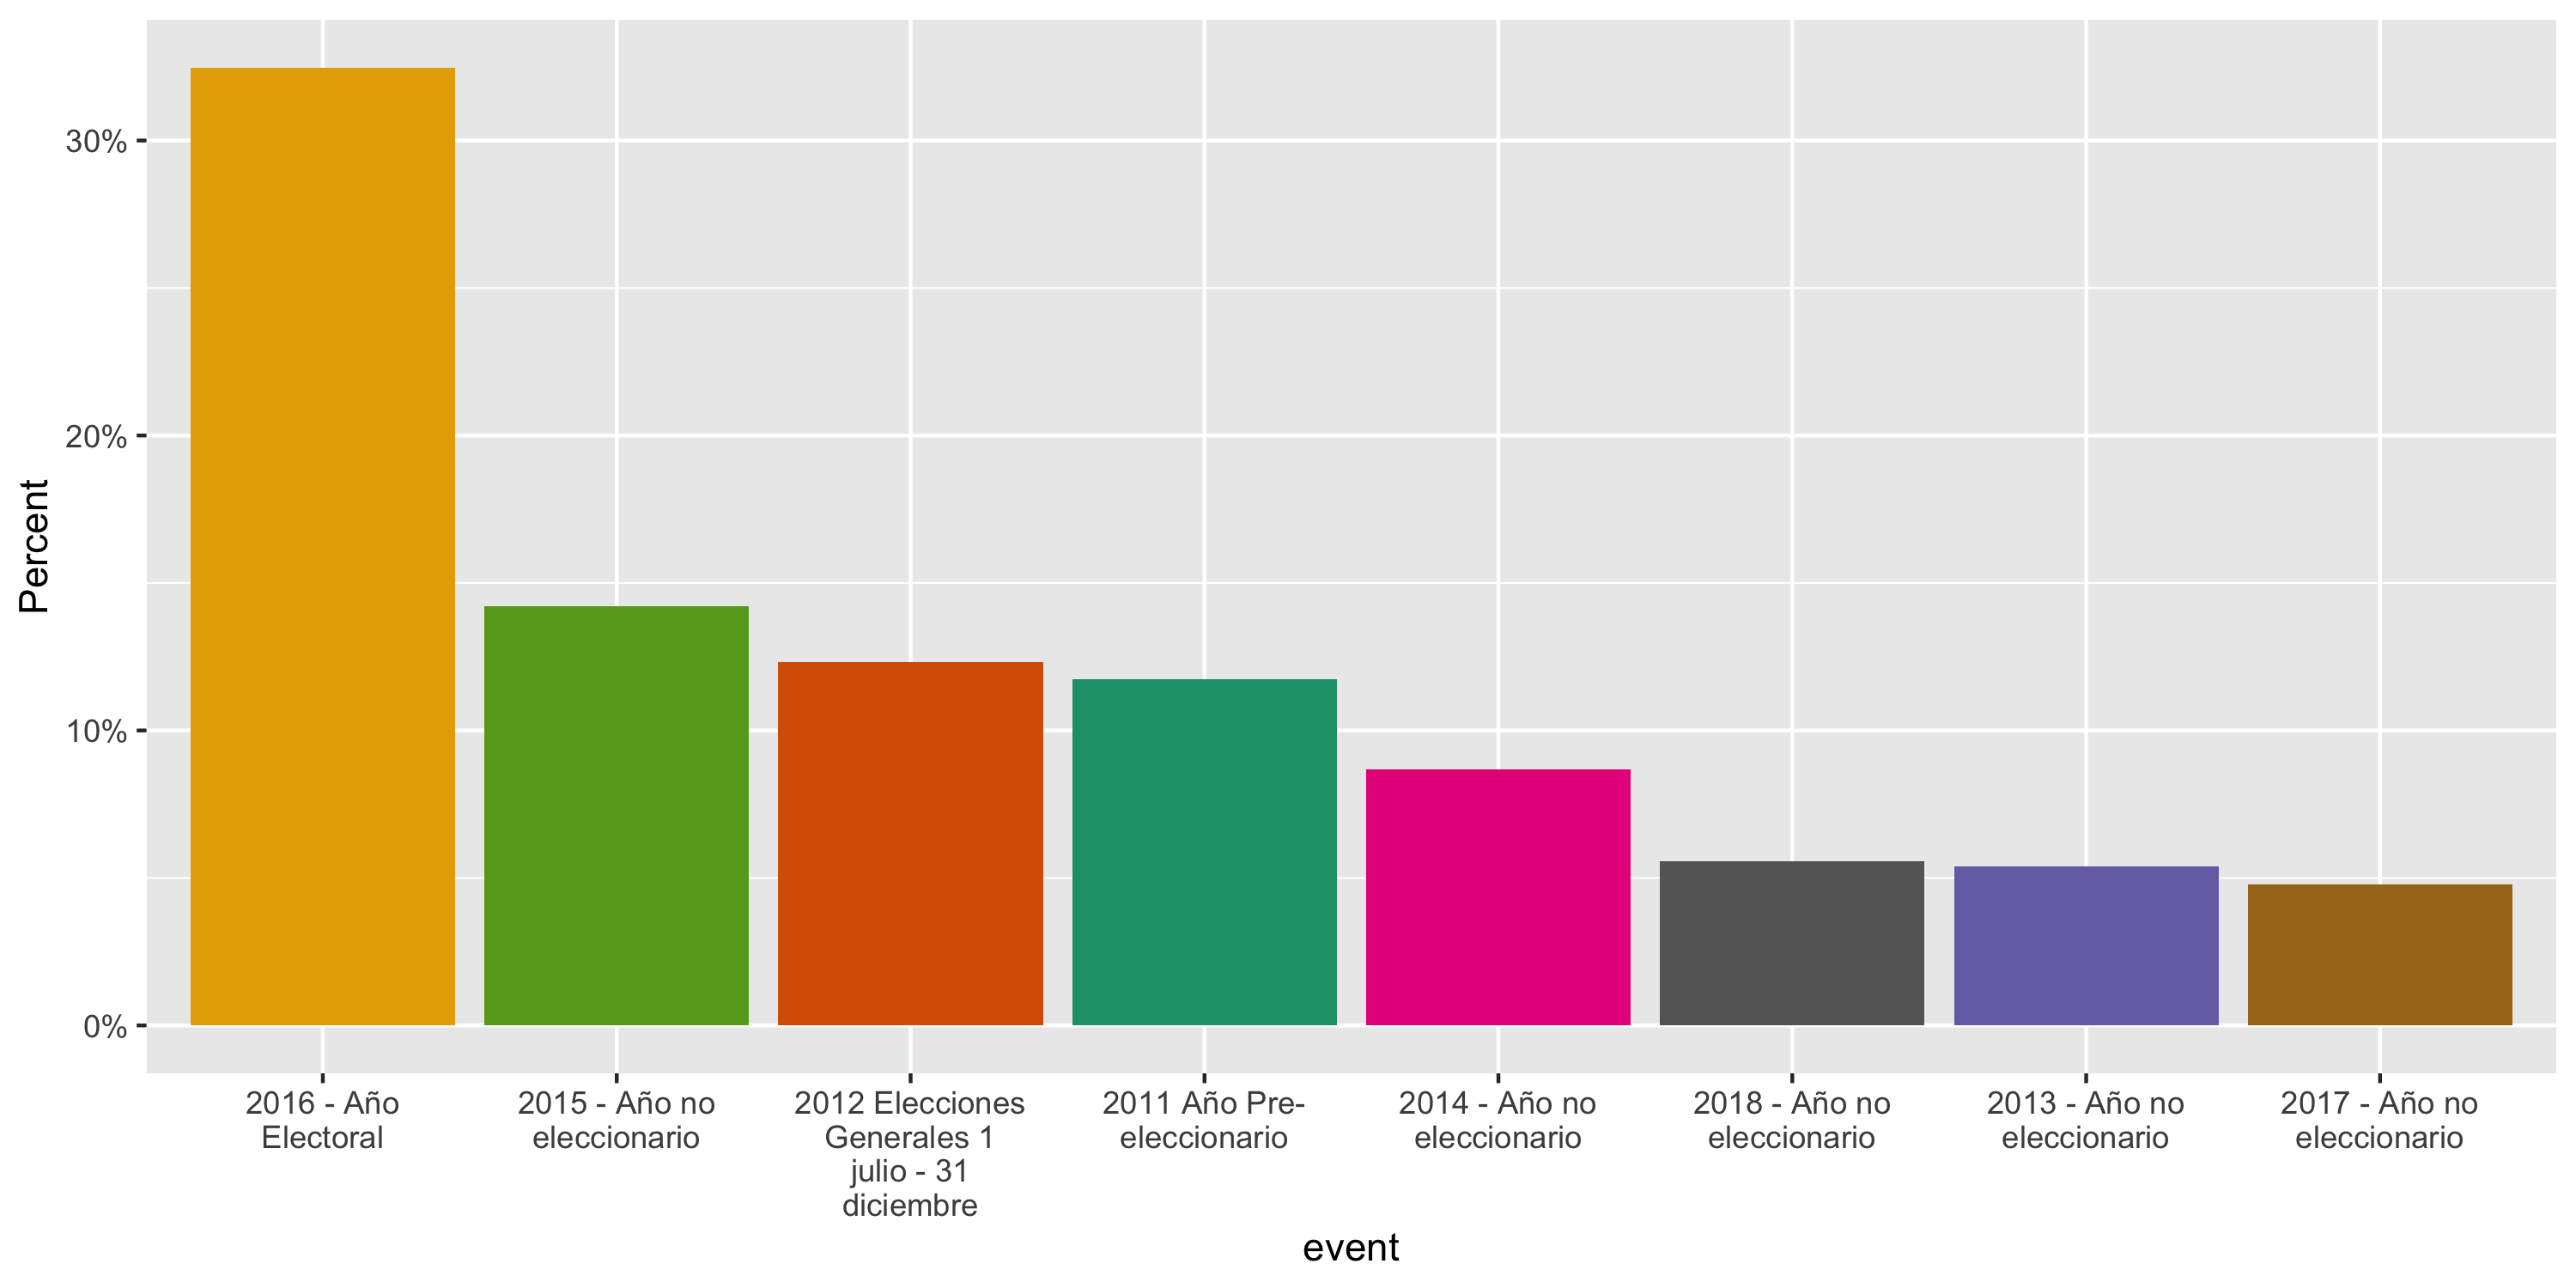 Percent
30%
20%
10%
0%
2016 - Año
Electoral
2015 - Año no
eleccionario
2012 Elecciones
Generales 1
julio - 31
diciembre
2011 Año Pre-
eleccionario
2014 - Año no
eleccionario
2018 - Año no
eleccionario
2013 - Año no
eleccionario
2017 - Año no
eleccionario
event